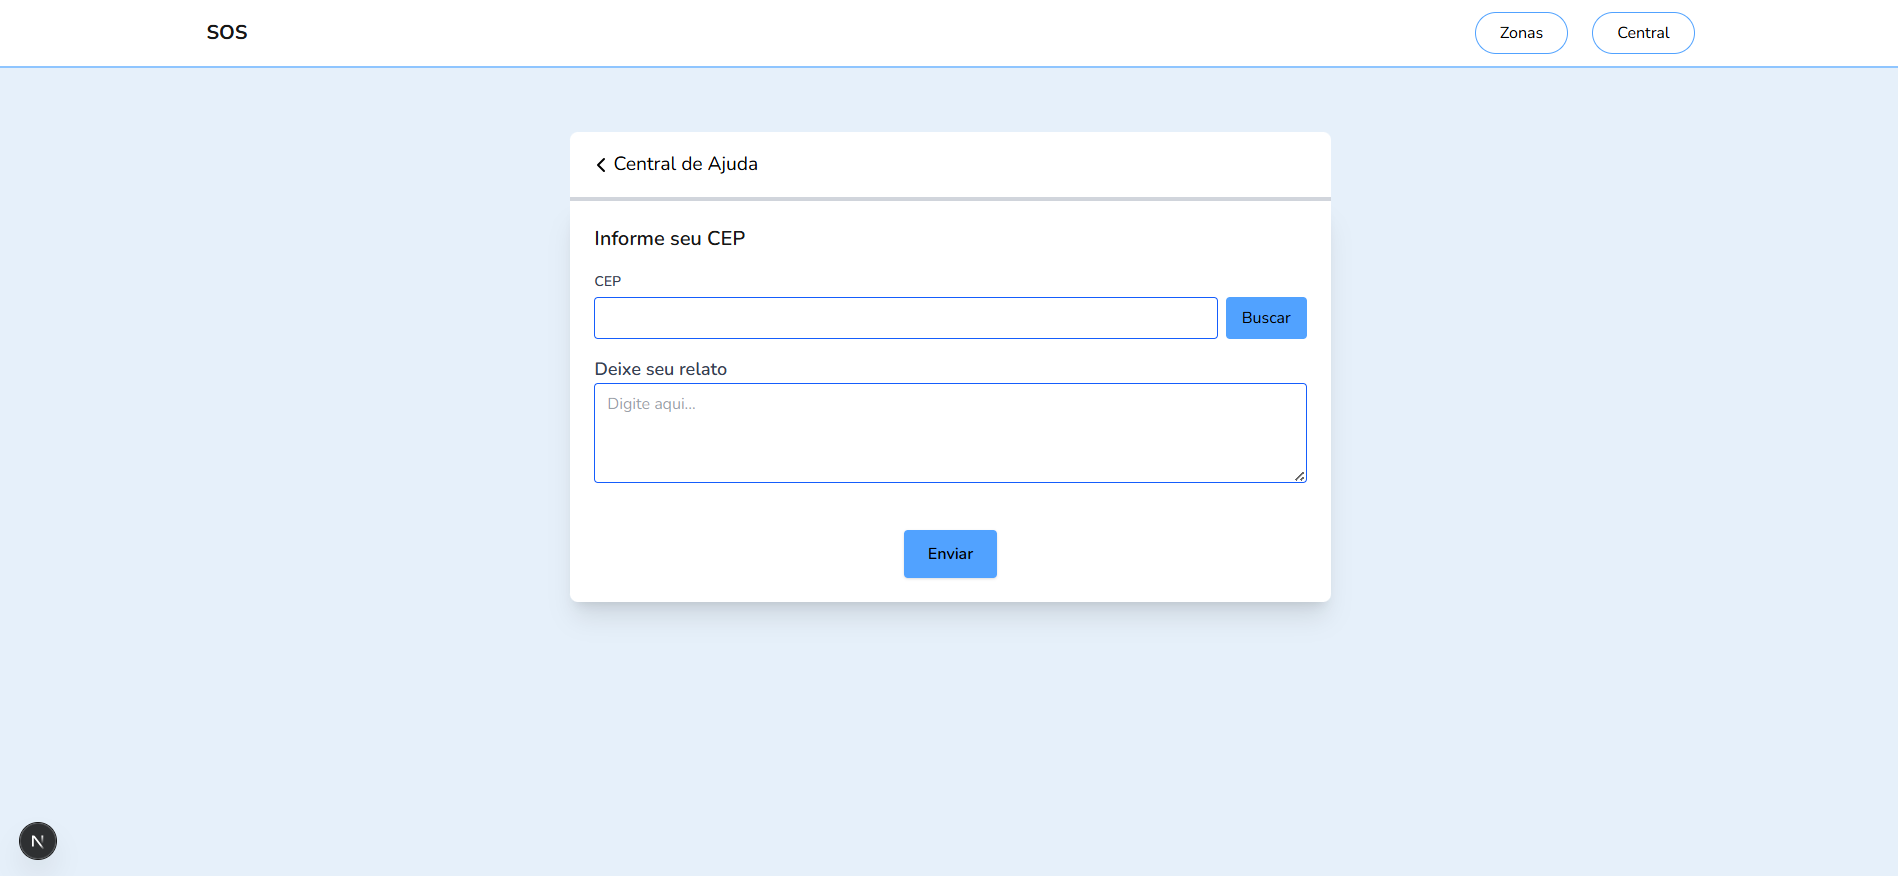 SOS
Zonas
Central
Central de Ajuda
Informe seu CEP
CEP
Buscar
Deixe seu relato
Digite aqui...
Enviar
N